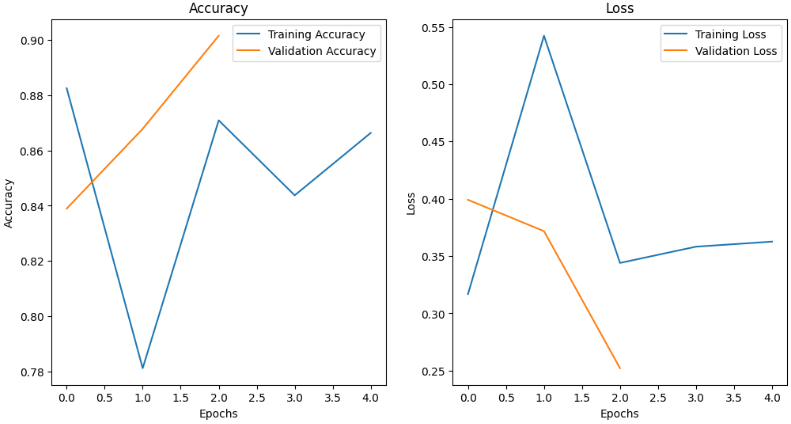 Accuracy
Training Accuracy
Validation Accuracy
0.90
0.88
0.86
0.84
0.82
0.80
0.78
Accuracy
0.0 0.5 1.0 1.5 2.0 2.5 3.0 3.5 4.0
Epochs
Loss
Training Loss
Validation Loss
0.55
0.50
0.45
0.40
0.35
0.30
0.25
Loss
0.0 0.5 1.0 1.5 2.0 2.5 3.0 3.5 4.0
Epochs